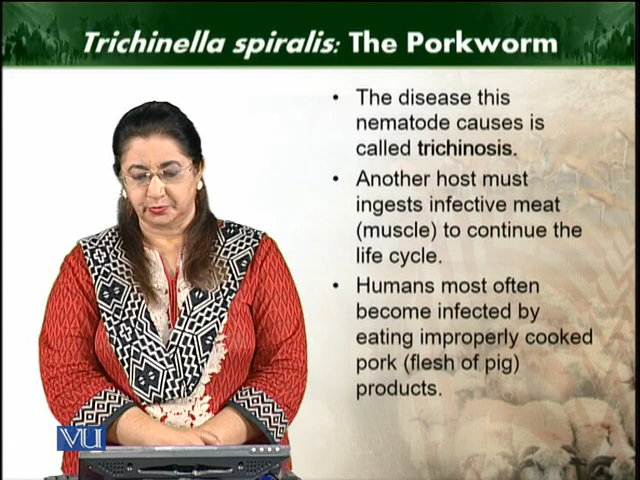 Trichinella spiralis: The Porkworm
• The disease this
nematode causes is
called trichinosis.
• Another host must
ingests infective meat
(muscle) to continue the
life cycle.
• Humans most often
become infected by
eating improperly cooked
pork (flesh of pig)
products.
VU